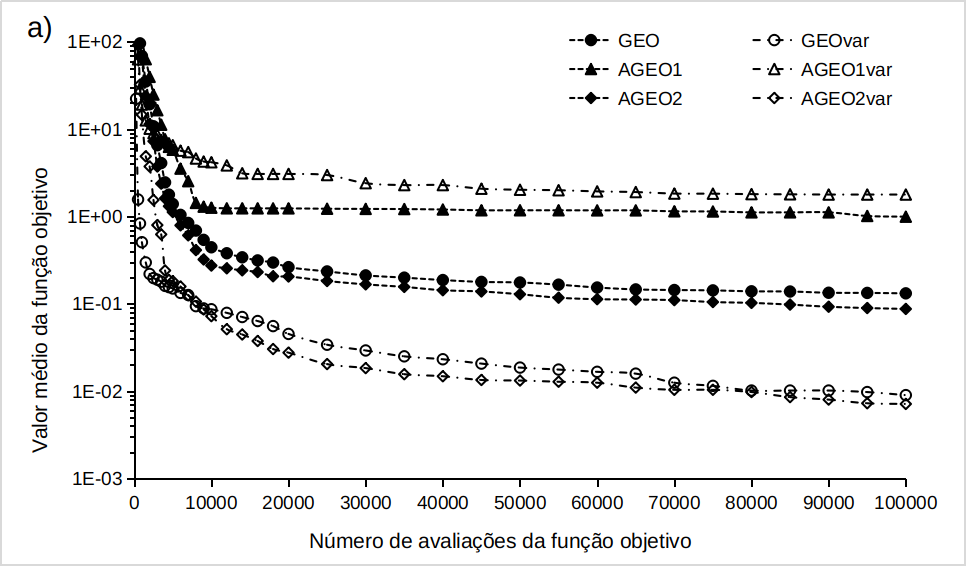 a)
GEO
GEOvar
AGEO1
AGEO1var
AGEO2
AGEO2var
Valor médio da função objetivo
1E+02
1E+01
1E+00
1E-01
1E-02
1E-03
0 10000 20000 30000 40000 50000 60000 70000 80000 90000 100000
Número de avaliações da função objetivo